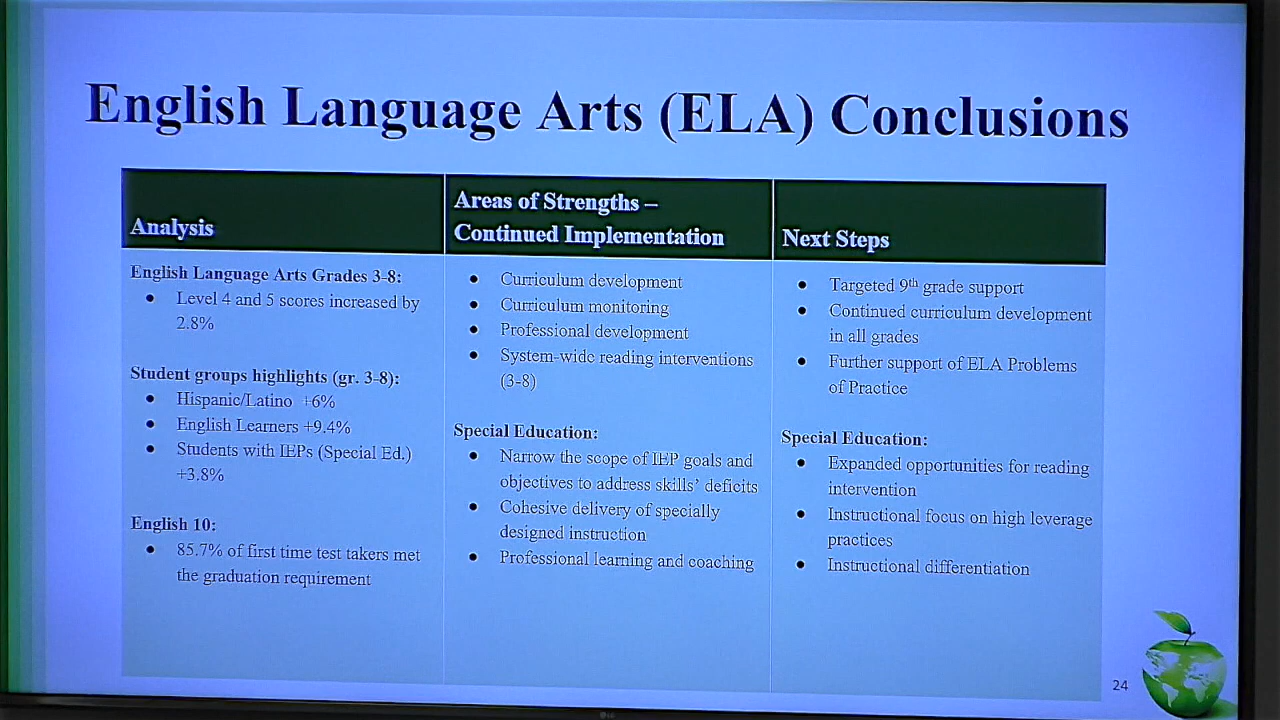 English Language Arts (ELA) Conclusions
Analysis
Areas of Strengths –
Continued Implementation
Next Steps
English Language Arts Grades 3-8:
• Level 4 and 5 scores increased by
2.8%
Student groups highlights (gr. 3-8):
• Hispanic/Latino +6%
• English Learners +9.4%
• Students with IEPs (Special Ed.)
+3.8%
English 10:
• 85.7% of first time test takers met
the graduation requirement
• Curriculum development
• Curriculum monitoring
• Professional development
• System-wide reading interventions
(3-8)
Special Education:
• Narrow the scope of IEP goals and
objectives to address skills’ deficits
• Cohesive delivery of specially
designed instruction
• Professional learning and coaching
• Targeted 9th grade support
• Continued curriculum development
in all grades
• Further support of ELA Problems
of Practice
Special Education:
• Expanded opportunities for reading
intervention
• Instructional focus on high leverage
practices
• Instructional differentiation
24
LG